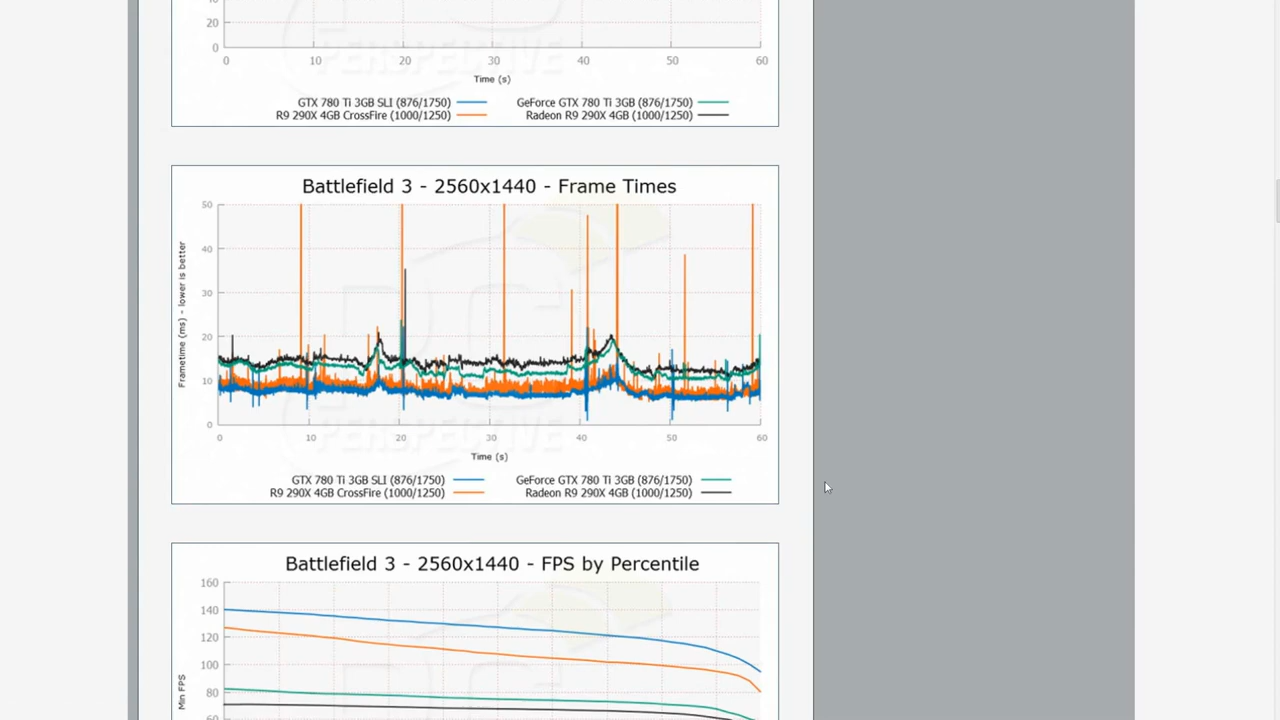 40
20
0
0 10 20 30 40 50 60
Time (s)
GTX 780 Ti 3GB SLI (876/1750) GeForce GTX 780 Ti 3GB (876/1750)
R9 290X 4GB CrossFire (1000/1250) Radeon R9 290X 4GB (1000/1250)
PERSPECTIVE
Battlefield 3 - 2560x1440 - Frame Times
Frametime (ms) - lower is better
50
40
30
20
10
0
0 10 20 30 40 50 60
PC
PERSPECTIVE
Time (s)
GTX 780 Ti 3GB SLI (876/1750) GeForce GTX 780 Ti 3GB (876/1750)
R9 290X 4GB CrossFire (1000/1250) Radeon R9 290X 4GB (1000/1250)
Battlefield 3 - 2560x1440 - FPS by Percentile
Min FPS
160
140
120
100
80